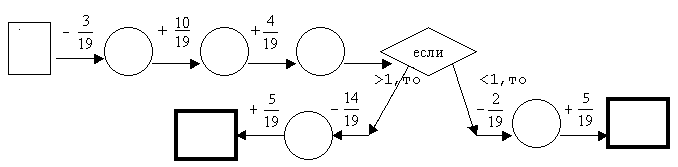 - 3/19 + 10/19 + 4/19 если
>1,то <1,то
+ 5/19 - 14/19 - 2/19 + 5/19